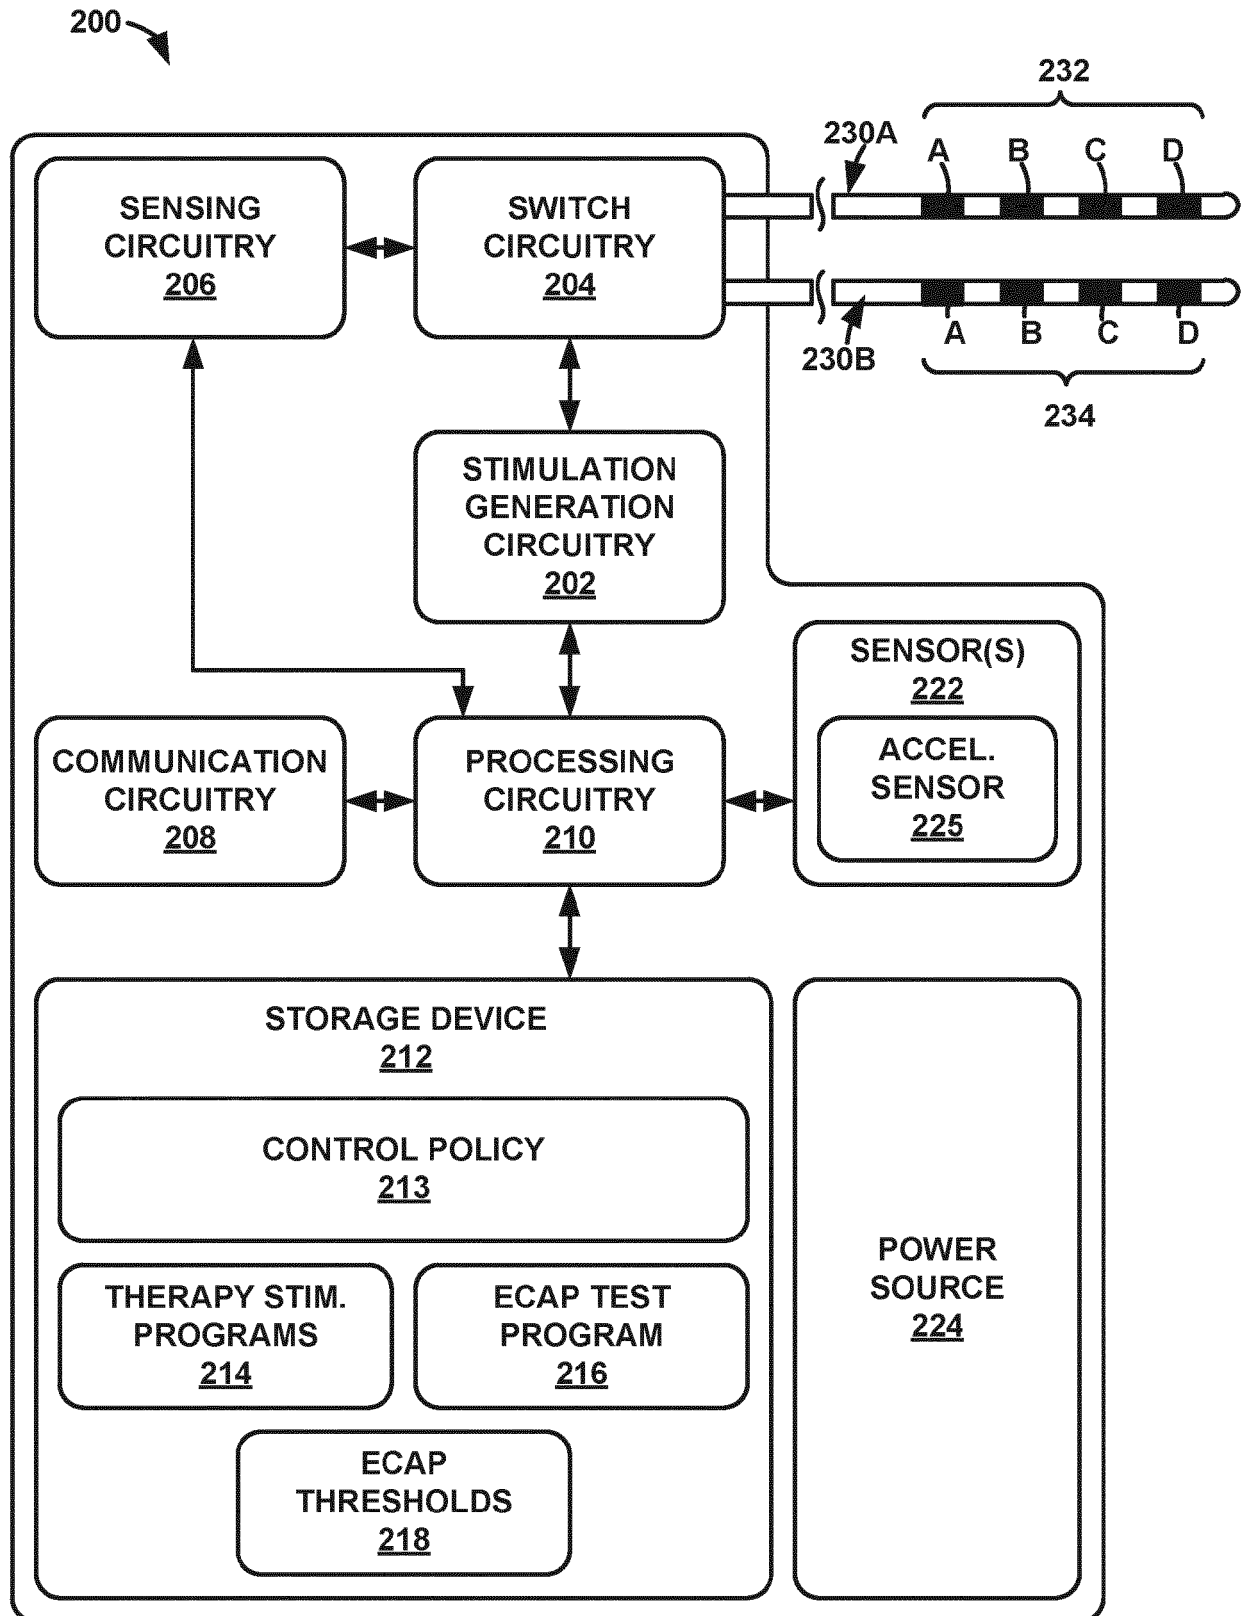 200
232
230A
A B C D
SENSING
CIRCUITRY
206
SWITCH
CIRCUITRY
204
A B C D
230B
234
STIMULATION
GENERATION
CIRCUITRY
202
SENSOR(S)
222
ACCEL.
SENSOR
225
COMMUNICATION
CIRCUITRY
208
PROCESSING
CIRCUITRY
210
STORAGE DEVICE
212
CONTROL POLICY
213
THERAPY STIM.
PROGRAMS
214
ECAP TEST
PROGRAM
216
ECAP
THRESHOLDS
218
POWER
SOURCE
224